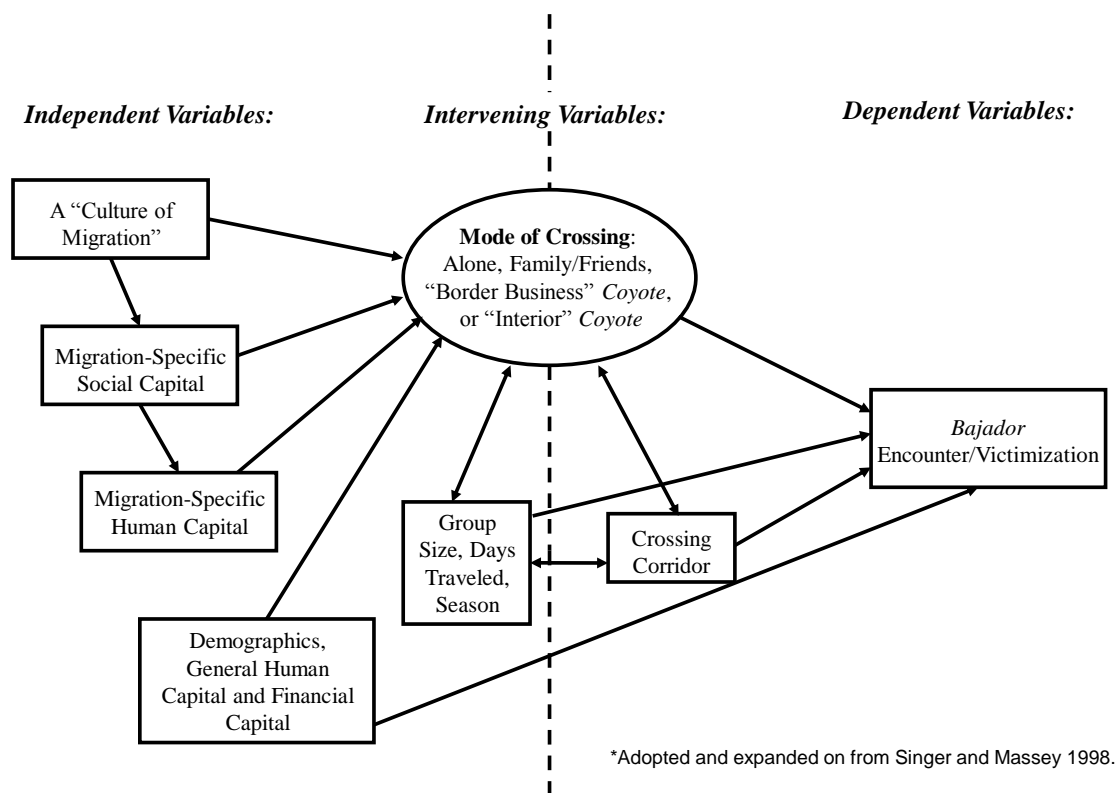 Independent Variables:
Intervening Variables:
Dependent Variables:
A “Culture of
Migration”
Mode of Crossing:
Alone, Family/Friends,
“Border Business” Coyote,
or “Interior” Coyote
Migration-Specific
Social Capital
Bajador
Encounter/Victimization
Migration-Specific
Human Capital
Group
Size, Days
Traveled,
Season
Crossing
Corridor
Demographics,
General Human
Capital and Financial
Capital
*Adopted and expanded on from Singer and Massey 1998.